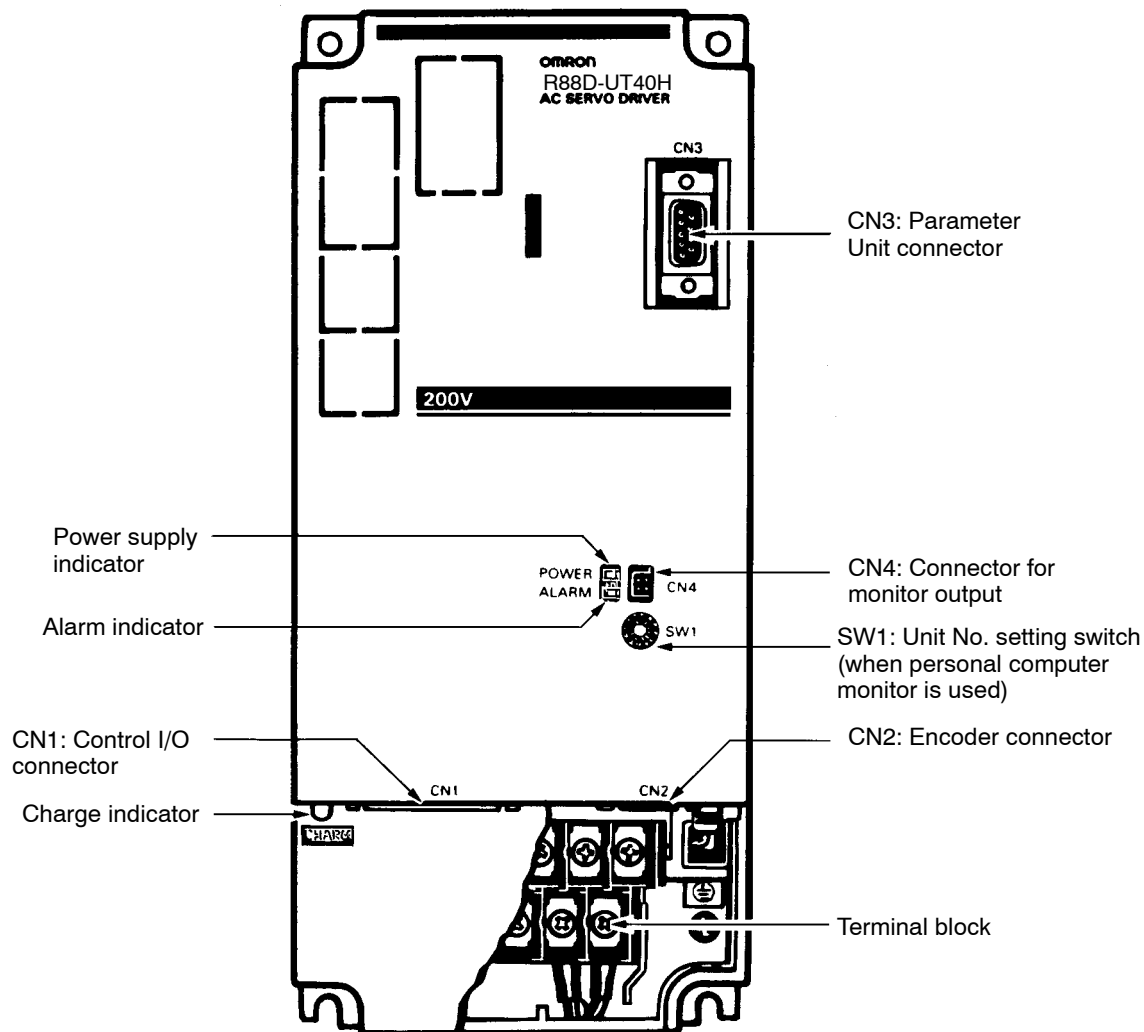 OMRON
R88D-UT40H
AC SERVO DRIVER
CN3
CN3: Parameter
Unit connector
200V
Power supply
indicator
POWER
ALARM
CN4
CN4: Connector for
monitor output
Alarm indicator
SW1
SW1: Unit No. setting switch
(when personal computer
monitor is used)
CN1: Control I/O
connector
CN2: Encoder connector
CN1
CN2
Charge indicator
CHARGE
Terminal block